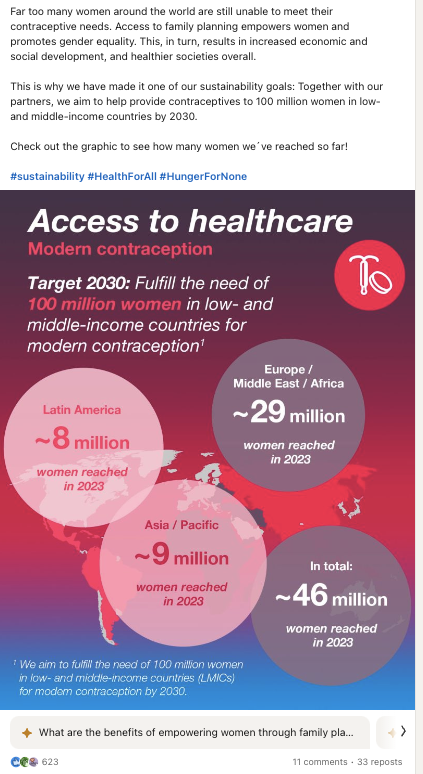 Far too many women around the world are still unable to meet their
contraceptive needs. Access to family planning empowers women and
promotes gender equality. This, in turn, results in increased economic and
social development, and healthier societies overall.
This is why we have made it one of our sustainability goals: Together with our
partners, we aim to help provide contraceptives to 100 million women in low-
and middle-income countries by 2030.
Check out the graphic to see how many women we´ve reached so far!
#sustainability #HealthForAll #HungerForNone
Access to healthcare
Modern contraception
Target 2030: Fulfill the need of
100 million women in low- and
middle-income countries for
modern contraception¹
Europe /
Middle East / Africa
~29 million
women reached
in 2023
Latin America
~8 million
women reached
in 2023
Asia / Pacific
~9 million
women reached
in 2023
In total:
~46 million
women reached
in 2023
¹ We aim to fulfill the need of 100 million women
in low- and middle-income countries (LMICs)
for modern contraception by 2030.
What are the benefits of empowering women through family pla...
623
11 comments · 33 reposts